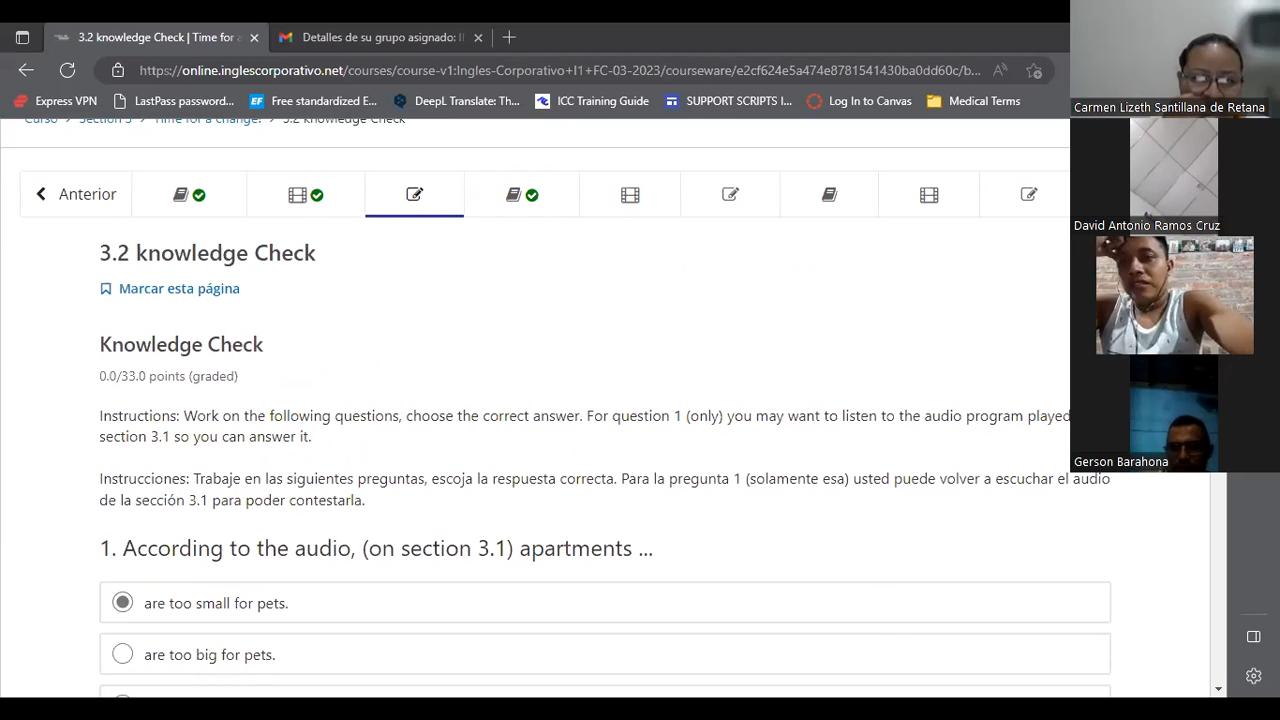 3.2 knowledge Check | Time for a
Detalles de su grupo asignado: I
https://online.inglescorporativo.net/courses/course-v1:Ingles-Corporativo+I1+FC-03-2023/courseware/e2cf624e5a474e8781541430ba0dd60c/b...
Express VPN
LastPass password...
EF Free standardized E...
DeepL Translate: Th...
ICC Training Guide
SUPPORT SCRIPTS I...
Log In to Canvas
Medical Terms
Curso > Section 3 > Time for a change! > 3.2 knowledge Check
Anterior
3.2 knowledge Check
Marcar esta página
Knowledge Check
0.0/33.0 points (graded)
Instructions: Work on the following questions, choose the correct answer. For question 1 (only) you may want to listen to the audio program played
section 3.1 so you can answer it.
Instrucciones: Trabaje en las siguientes preguntas, escoja la respuesta correcta. Para la pregunta 1 (solamente esa) usted puede volver a escuchar el audio
de la sección 3.1 para poder contestarla.
1. According to the audio, (on section 3.1) apartments ...
are too small for pets.
are too big for pets.
Carmen Lizeth Santillana de Retana
David Antonio Ramos Cruz
Gerson Barahona